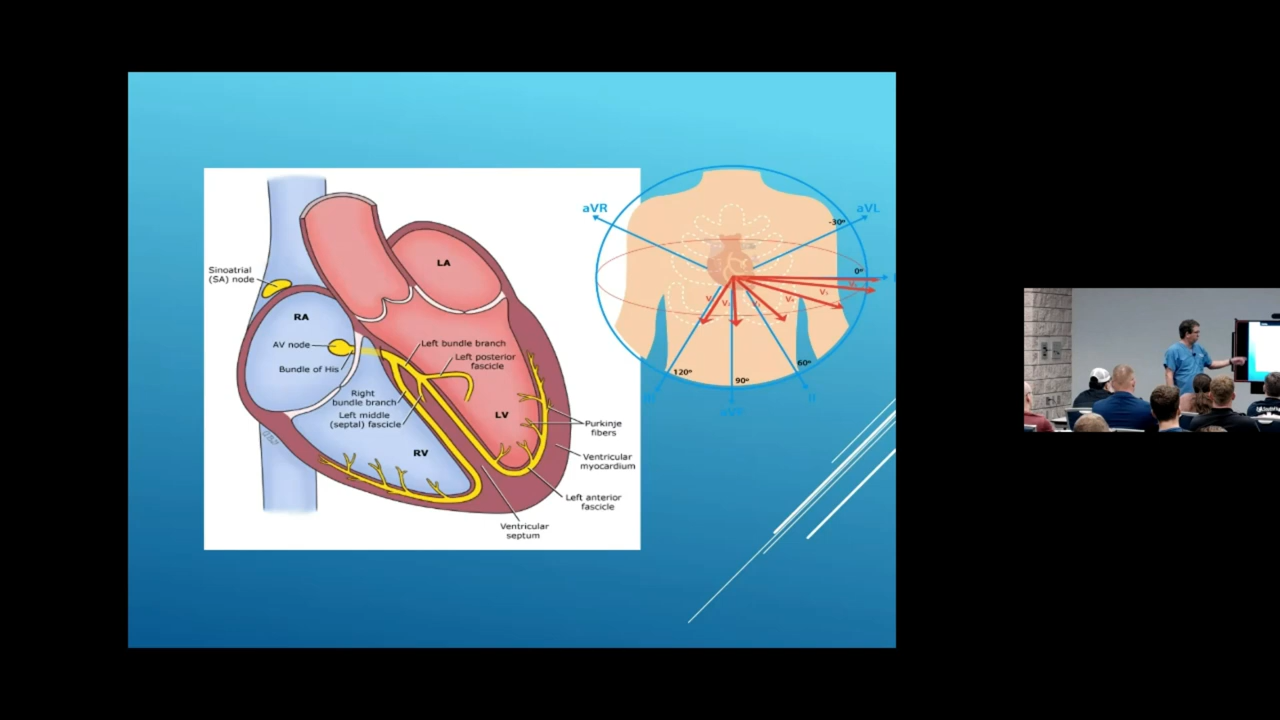 Sinoatrial
(SA) node
LA
RA
AV node
Bundle of His
Left bundle branch
Left posterior
fascicle
Right
bundle branch
Left middle
(septal) fascicle
LV
RV
Purkinje
fibers
Ventricular
myocardium
Left anterior
fascicle
Ventricular
septum
aVR
aVL
-30°
0°
60°
90°
120°
II
aVF